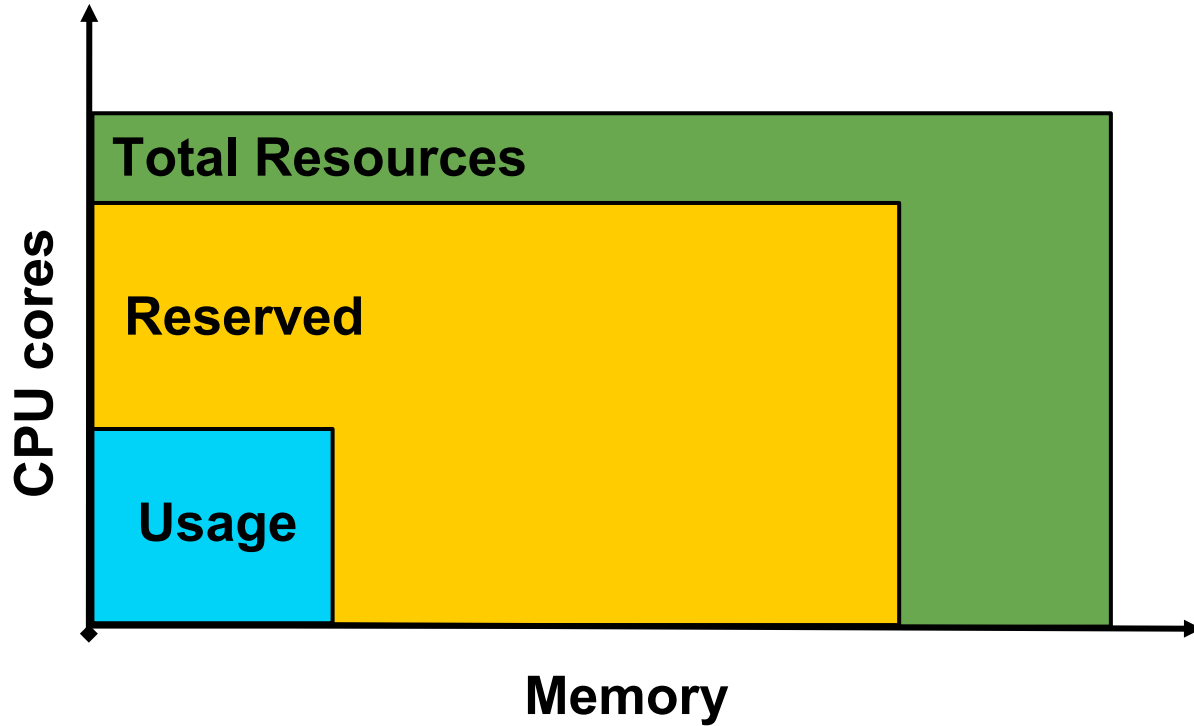 Total Resources
Reserved
Usage
CPU cores
Memory